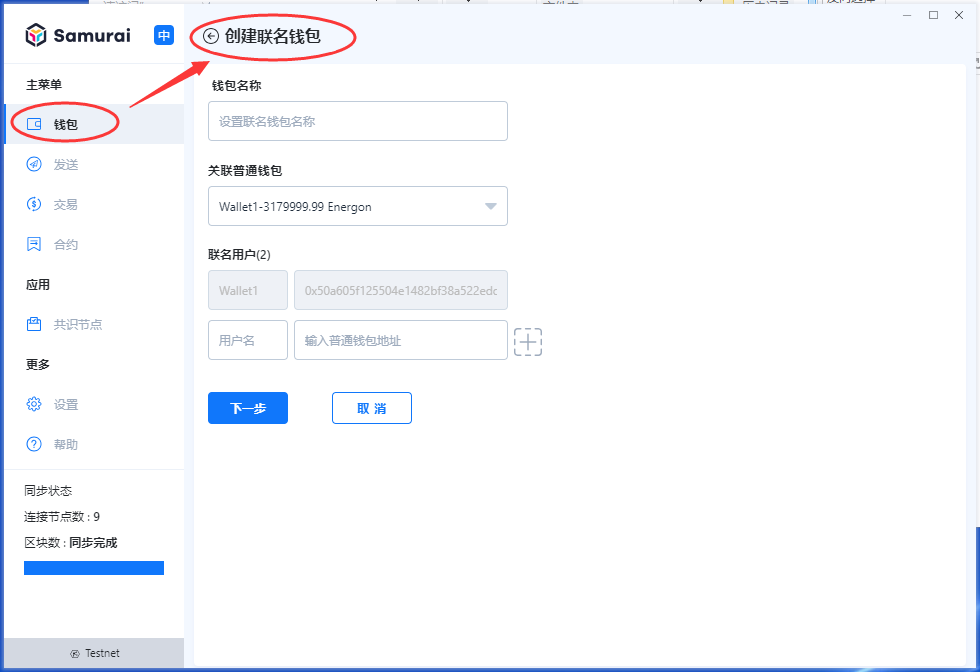 Samurai
中
创建联名钱包
主菜单
钱包
发送
交易
合约
应用
共识节点
更多
设置
帮助
同步状态
连接节点数 : 9
区块数 : 同步完成
Testnet
钱包名称
设置联名钱包名称
关联普通钱包
Wallet1-3179999.99 Energon
联名用户(2)
Wallet1 0x50a605f125504e1482bf38a522edc
用户名 输入普通钱包地址
下一步 取 消